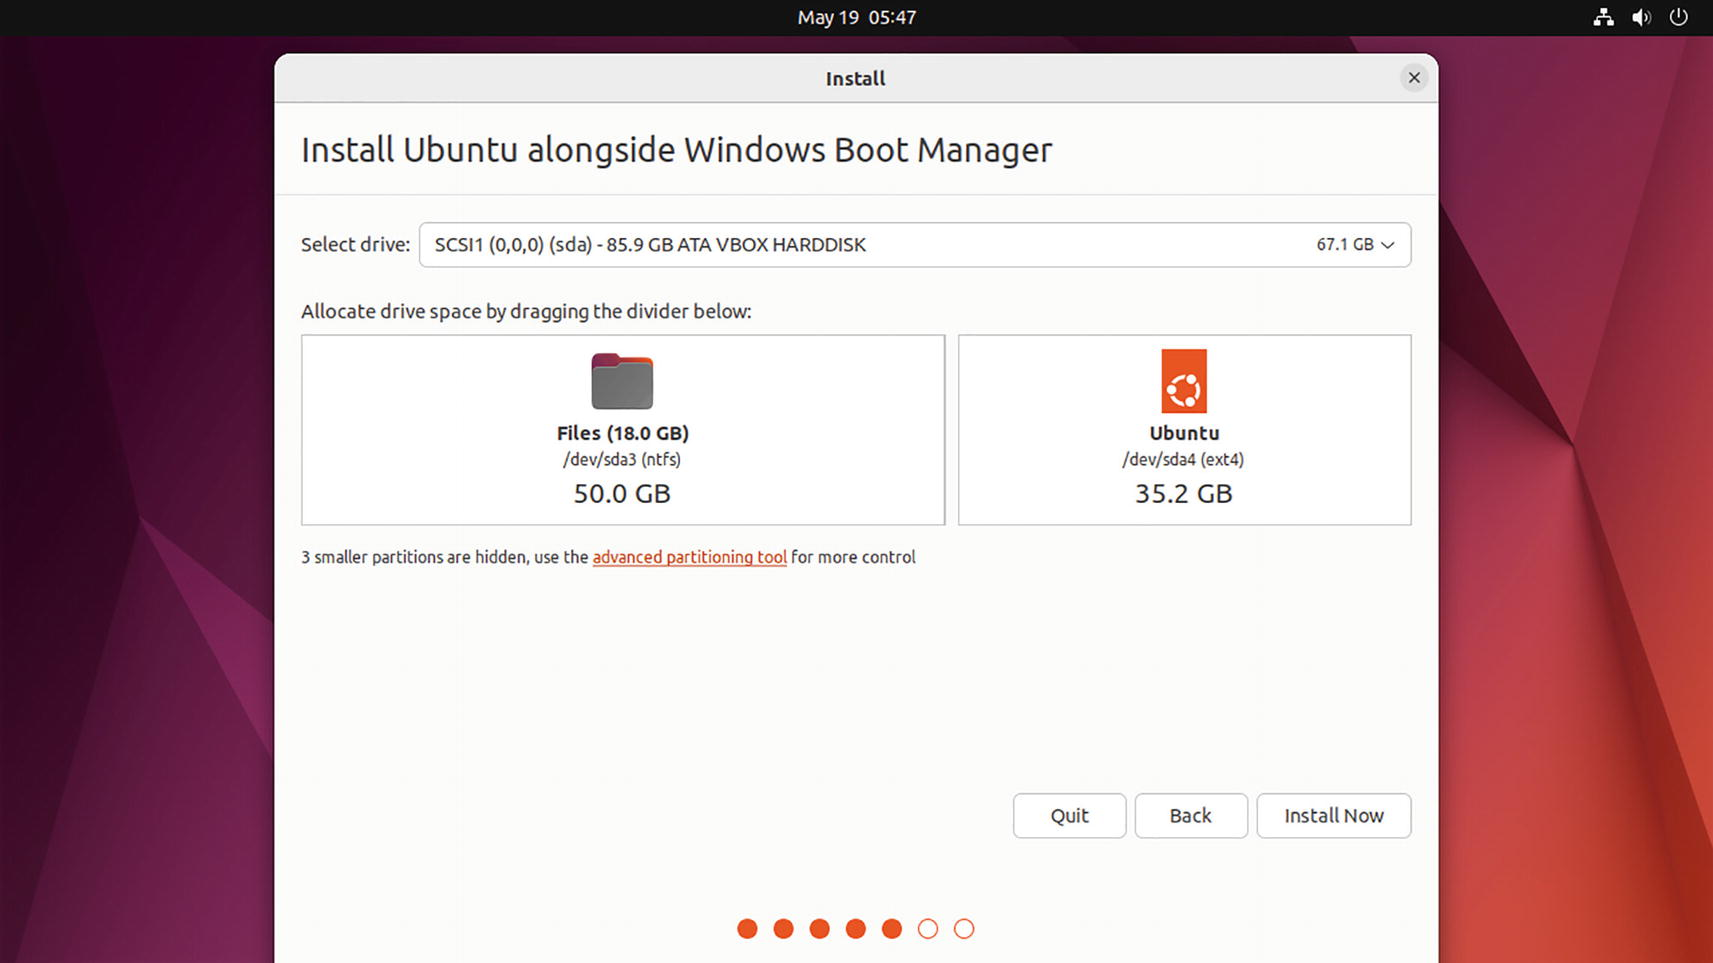 May 19 05:47
Install
Install Ubuntu alongside Windows Boot Manager
Select drive: SCSI1 (0,0,0) (sda) - 85.9 GB ATA VBOX HARDDISK 67.1 GB
Allocate drive space by dragging the divider below:
Files (18.0 GB)
/dev/sda3 (ntfs)
50.0 GB
Ubuntu
/dev/sda4 (ext4)
35.2 GB
3 smaller partitions are hidden, use the advanced partitioning tool for more control
Quit Back Install Now